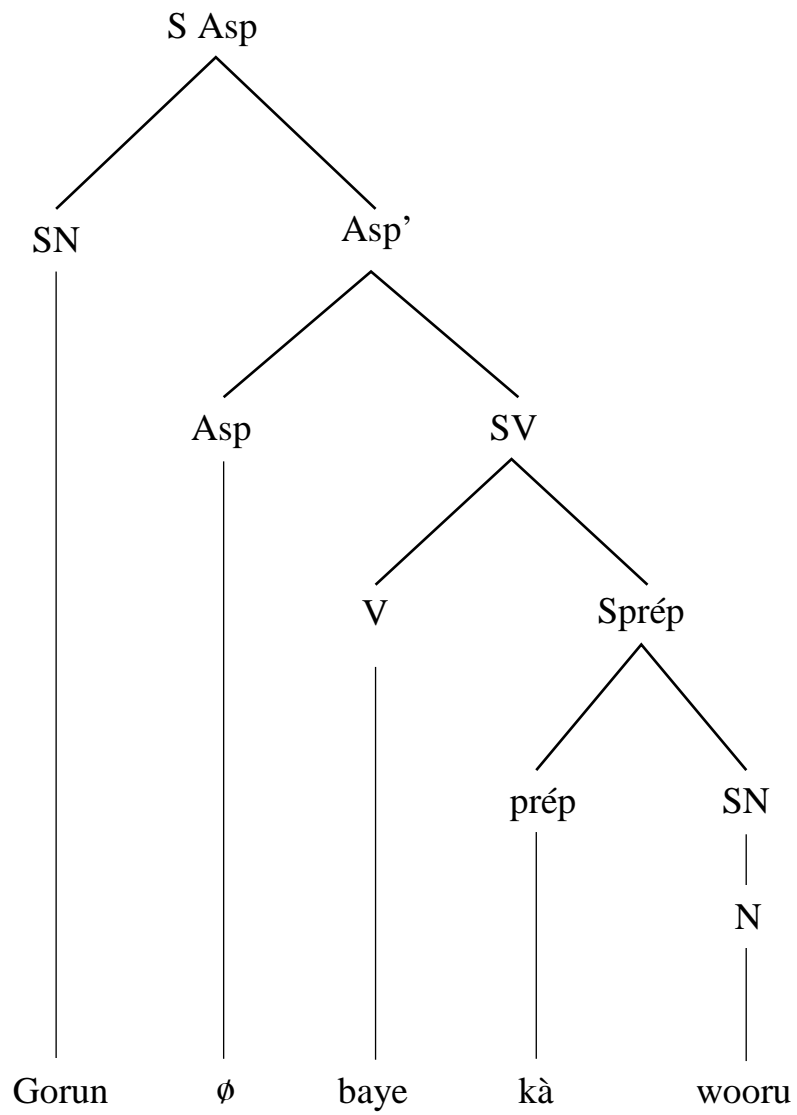 S Asp
SN Asp’
Asp SV
V Sprép
prép SN
N
Gorun ø baye kà wooru